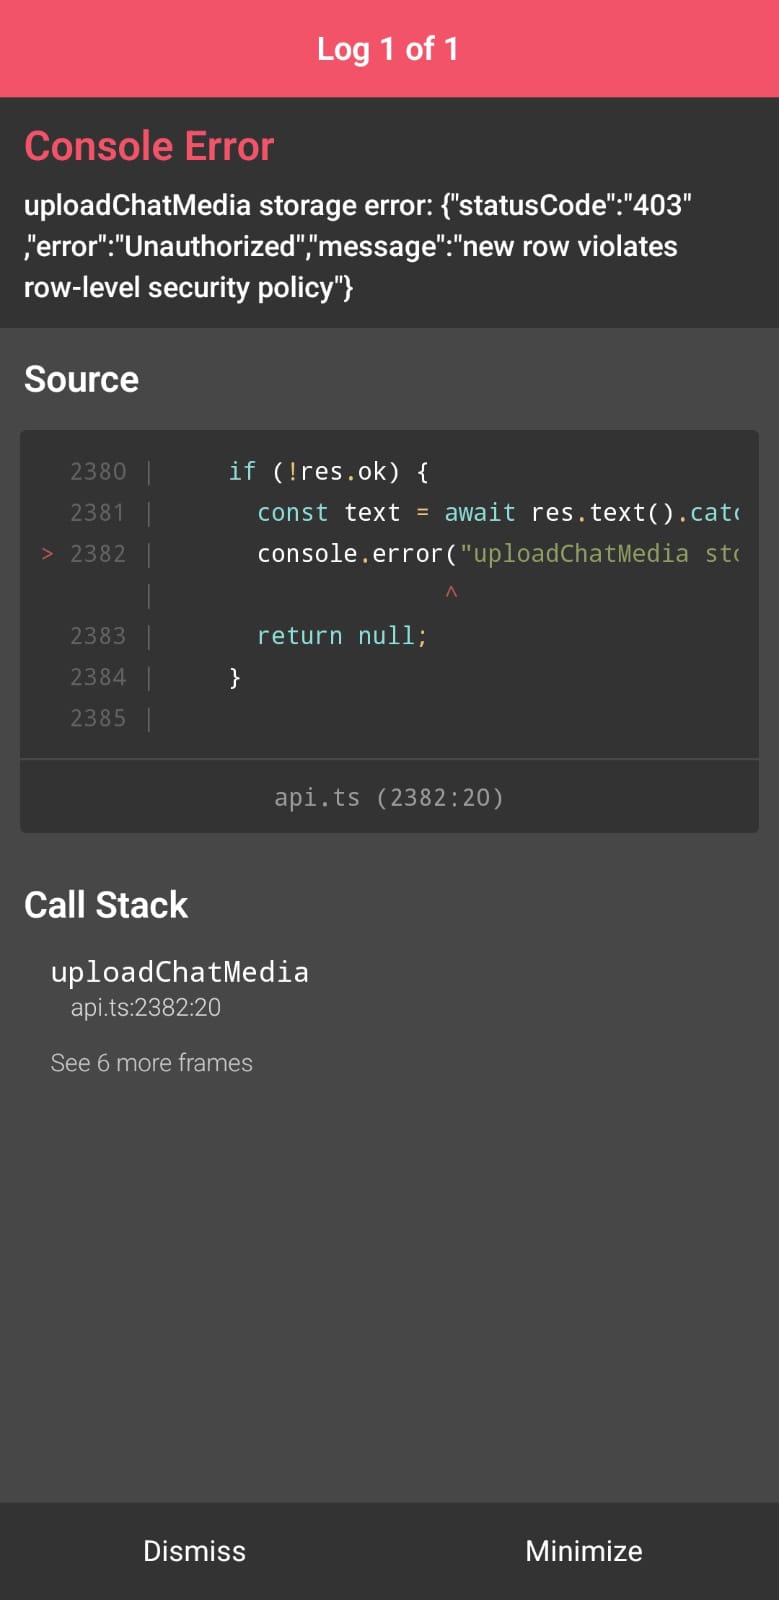 Log 1 of 1
Console Error
uploadChatMedia storage error: {"statusCode":"403"
,"error":"Unauthorized","message":"new row violates
row-level security policy"}
Source
2380 | if (!res.ok) {
2381 | const text = await res.text().catc
> 2382 | console.error("uploadChatMedia sto
| ^
2383 | return null;
2384 | }
2385 |
api.ts (2382:20)
Call Stack
uploadChatMedia
api.ts:2382:20
See 6 more frames
Dismiss Minimize